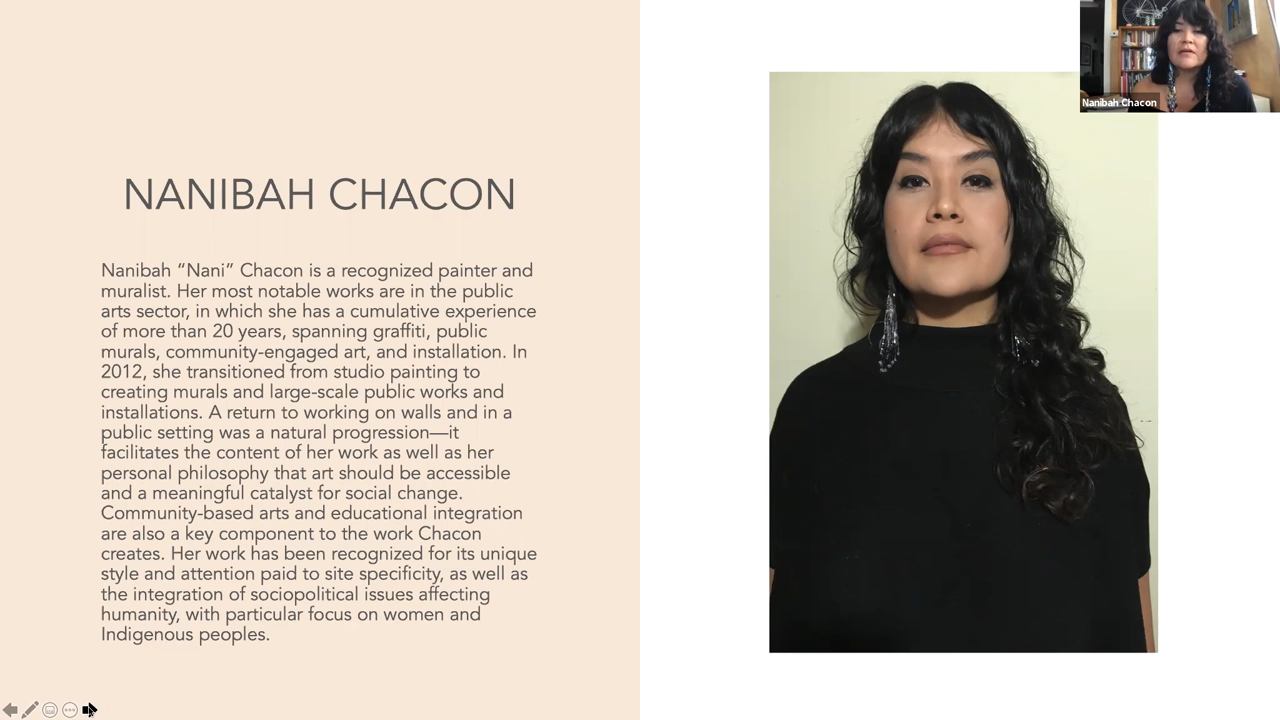 NANIBAH CHACON
Nanibah “Nani” Chacon is a recognized painter and
muralist. Her most notable works are in the public
arts sector, in which she has a cumulative experience
of more than 20 years, spanning graffiti, public
murals, community-engaged art, and installation. In
2012, she transitioned from studio painting to
creating murals and large-scale public works and
installations. A return to working on walls and in a
public setting was a natural progression—it
facilitates the content of her work as well as her
personal philosophy that art should be accessible
and a meaningful catalyst for social change.
Community-based arts and educational integration
are also a key component to the work Chacon
creates. Her work has been recognized for its unique
style and attention paid to site specificity, as well as
the integration of sociopolitical issues affecting
humanity, with particular focus on women and
Indigenous peoples.
Nanibah Chacon